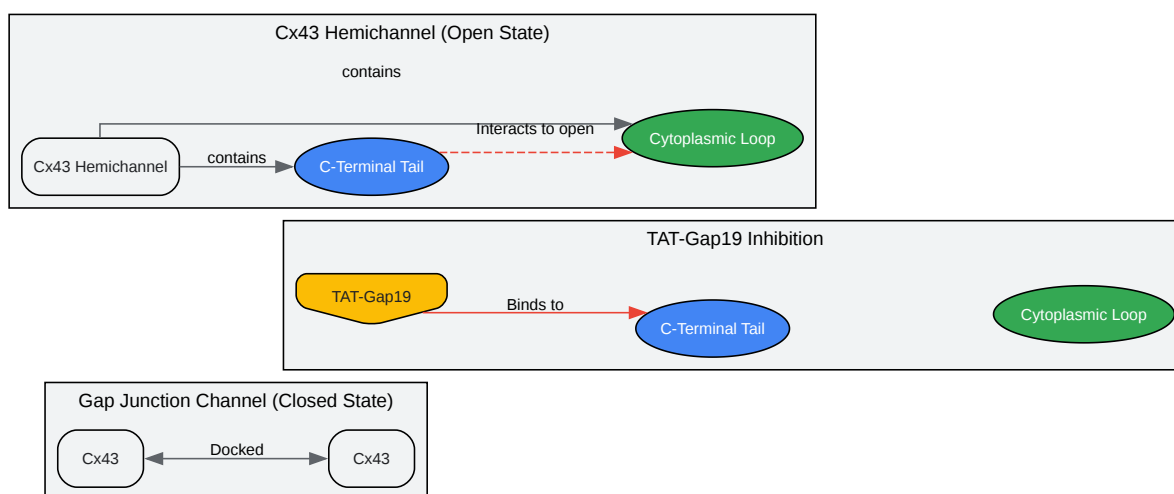 Cx43 Hemichannel (Open State)
contains
Interacts to open
Cytoplasmic Loop
Cx43 Hemichannel
contains
C-Terminal Tail
TAT-Gap19 Inhibition
TAT-Gap19
Binds to
C-Terminal Tail
Cytoplasmic Loop
Gap Junction Channel (Closed State)
Cx43
Docked
Cx43